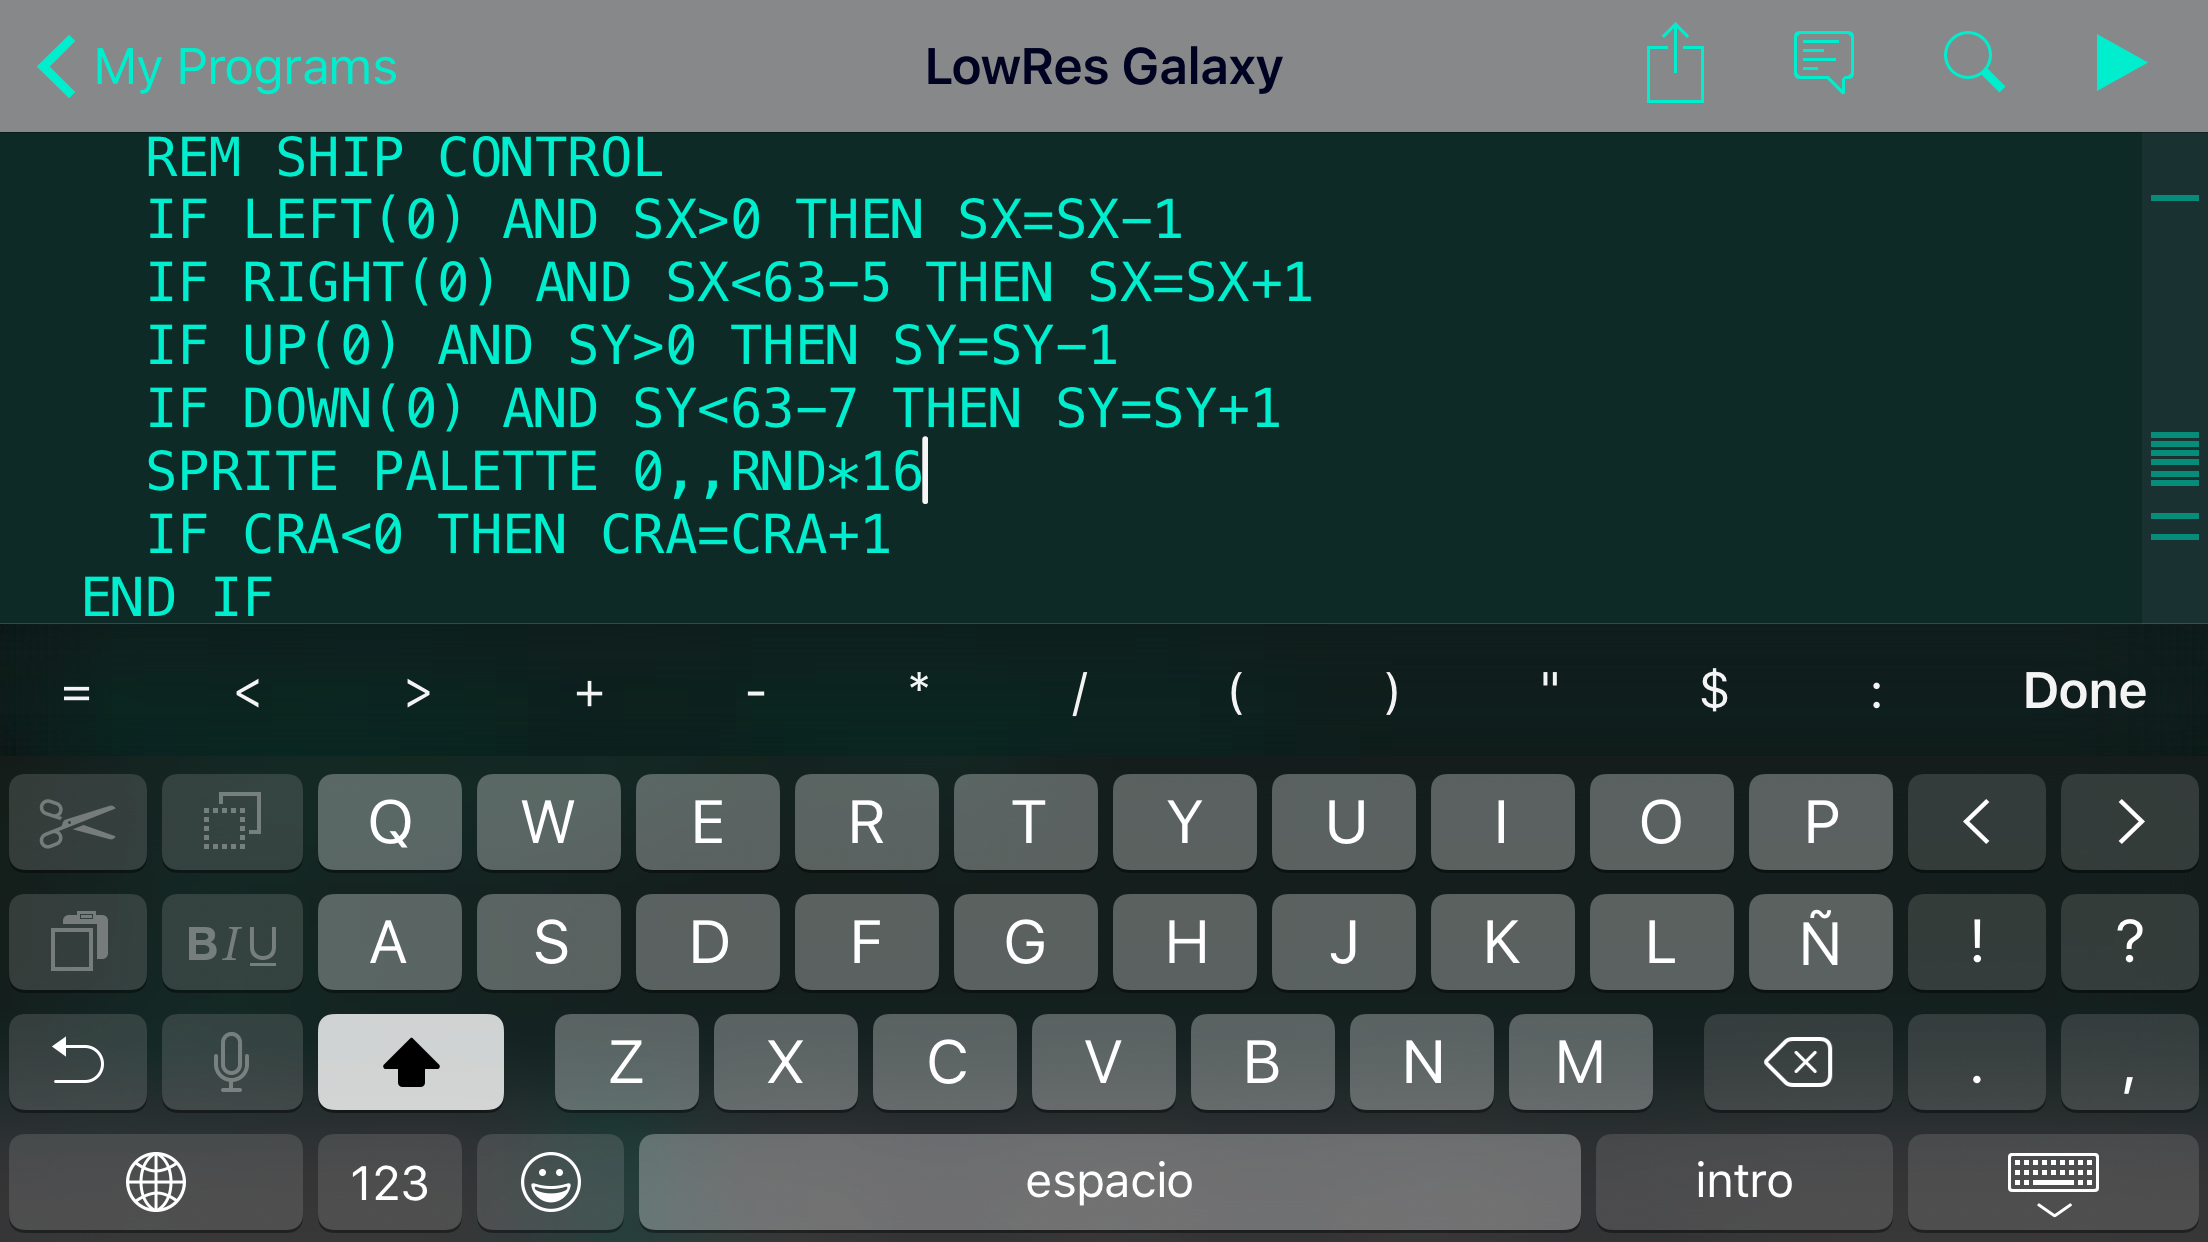 My Programs
LowRes Galaxy
REM SHIP CONTROL
IF LEFT(0) AND SX>0 THEN SX=SX-1
IF RIGHT(0) AND SX<63-5 THEN SX=SX+1
IF UP(0) AND SY>0 THEN SY=SY-1
IF DOWN(0) AND SY<63-7 THEN SY=SY+1
SPRITE PALETTE 0,,RND*16
IF CRA<0 THEN CRA=CRA+1
END IF
= < > + - * / ( ) " $ : Done
Q W E R T Y U I O P < >
B I U A S D F G H J K L Ñ ! ?
Z X C V B N M . ,
123 espacio intro